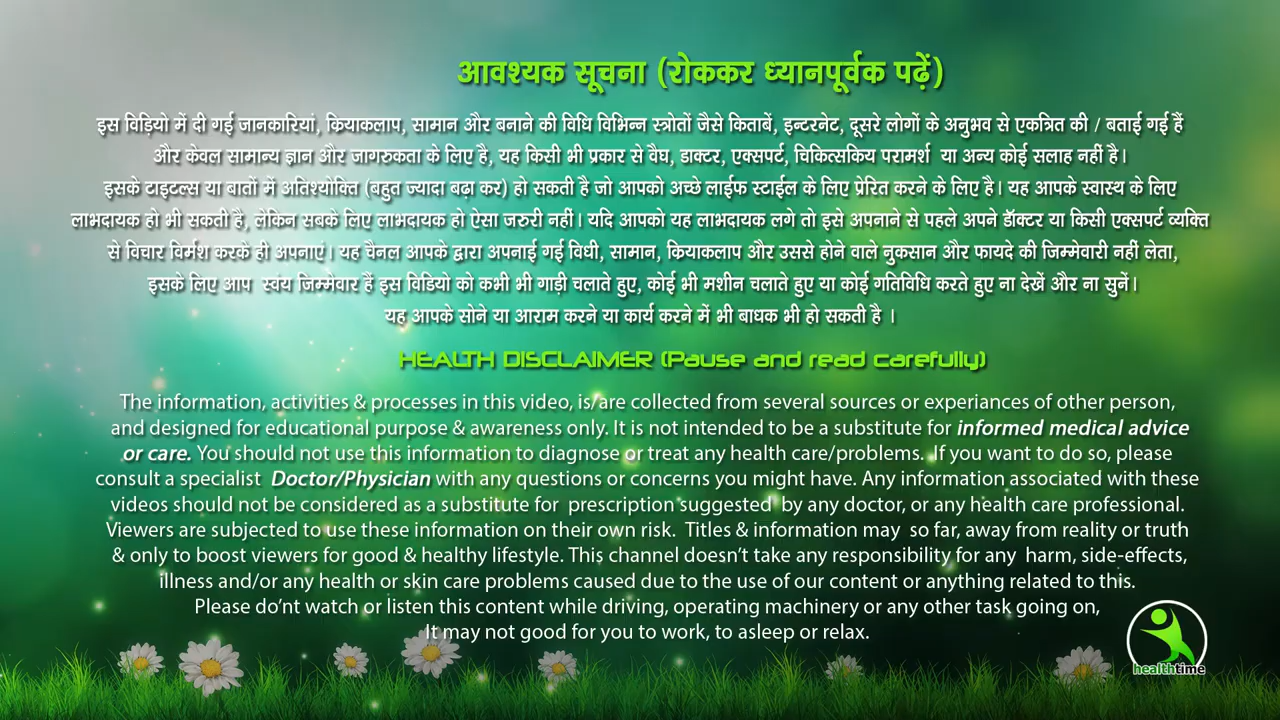 आवश्यक सूचना (रोककर ध्यानपूर्वक पढ़ें)
इस विड़ियो में दी गई जानकारियां, क्रियाकलाप, सामान और बनाने की विधि विभिन्न स्त्रोतों जैसे किताबें, इन्टरनेट, दूसरे लोगों के अनुभव से एकत्रित की / बताई गई हैं
और केवल सामान्य ज्ञान और जागरुकता के लिए है, यह किसी भी प्रकार से वैघ, डाक्टर, एक्सपर्ट, चिकित्सकिय परामर्श या अन्य कोई सलाह नहीं है।
इसके टाइटल्स या बातों में अतिश्योक्ति (बहुत ज्यादा बढ़ा कर) हो सकती है जो आपको अच्छे लाईफ स्टाईल के लिए प्रेरित करने के लिए है। यह आपके स्वास्थ के लिए
लाभदायक हो भी सकती है, लेकिन सबके लिए लाभदायक हो ऐसा जरुरी नहीं। यदि आपको यह लाभदायक लगे तो इसे अपनाने से पहले अपने डॉक्टर या किसी एक्सपर्ट व्यक्ति
से विचार विर्मश करके ही अपनाएं। यह चैनल आपके द्वारा अपनाई गई विधी, सामान, क्रियाकलाप और उससे होने वाले नुकसान और फायदे की जिम्मेवारी नहीं लेता,
इसके लिए आप स्वंय जिम्मेवार हैं इस विडियो को कभी भी गाड़ी चलाते हुए, कोई भी मशीन चलाते हुए या कोई गतिविधि करते हुए ना देखें और ना सुनें।
यह आपके सोने या आराम करने या कार्य करने में भी बाधक भी हो सकती है ।
HEALTH DISCLAIMER (Pause and read carefully)
The information, activities & processes in this video, is/are collected from several sources or experiances of other person,
and designed for educational purpose & awareness only. It is not intended to be a substitute for informed medical advice
or care. You should not use this information to diagnose or treat any health care/problems. If you want to do so, please
consult a specialist Doctor/Physician with any questions or concerns you might have. Any information associated with these
videos should not be considered as a substitute for prescription suggested by any doctor, or any health care professional.
Viewers are subjected to use these information on their own risk. Titles & information may so far, away from reality or truth
& only to boost viewers for good & healthy lifestyle. This channel doesn't take any responsibility for any harm, side-effects,
illness and/or any health or skin care problems caused due to the use of our content or anything related to this.
Please do'nt watch or listen this content while driving, operating machinery or any other task going on,
It may not good for you to work, to asleep or relax.
healthtime